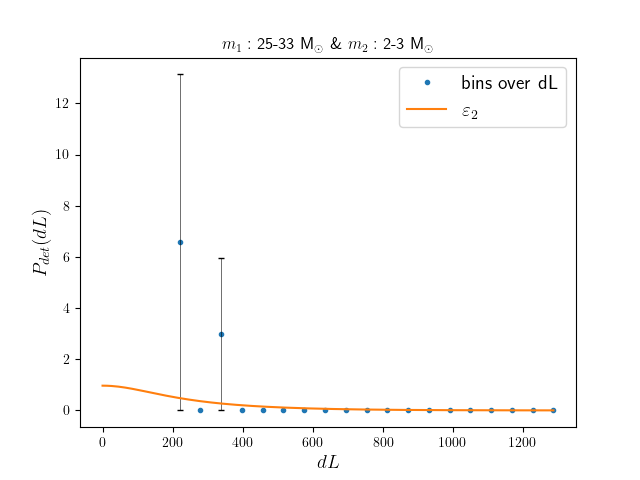 m₁ : 25-33 M⊙ & m₂ : 2-3 M⊙
bins over dL
ε₂
P_det(dL)
12
10
8
6
4
2
0
0 200 400 600 800 1000 1200
dL